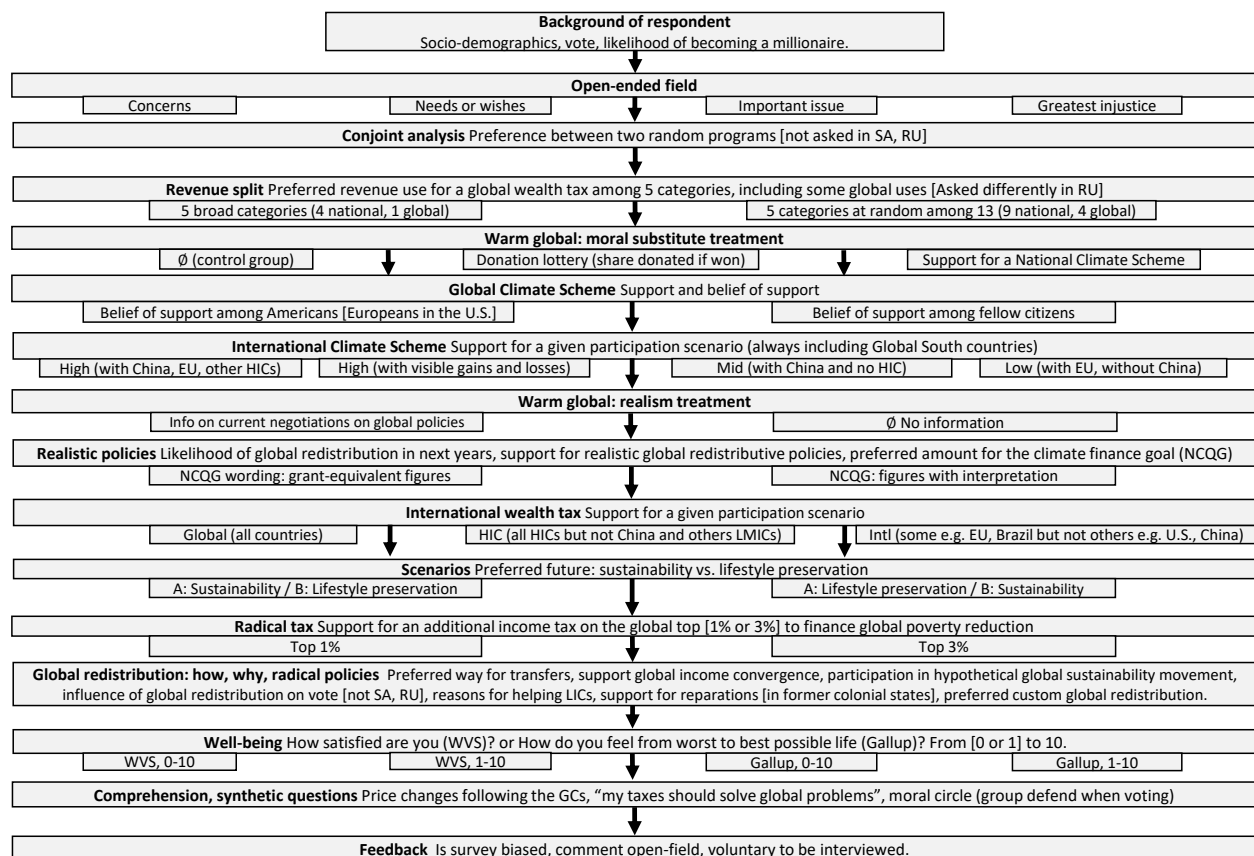 Background of respondent
Socio-demographics, vote, likelihood of becoming a millionaire.
Open-ended field
Concerns
Needs or wishes
Important issue
Greatest injustice
Conjoint analysis Preference between two random programs [not asked in SA, RU]
Revenue split Preferred revenue use for a global wealth tax among 5 categories, including some global uses [Asked differently in RU]
5 broad categories (4 national, 1 global)
5 categories at random among 13 (9 national, 4 global)
Warm global: moral substitute treatment
Ø (control group)
Donation lottery (share donated if won)
Support for a National Climate Scheme
Global Climate Scheme Support and belief of support
Belief of support among Americans [Europeans in the U.S.]
Belief of support among fellow citizens
International Climate Scheme Support for a given participation scenario (always including Global South countries)
High (with China, EU, other HICs)
High (with visible gains and losses)
Mid (with China and no HIC)
Low (with EU, without China)
Warm global: realism treatment
Info on current negotiations on global policies
Ø No information
Realistic policies Likelihood of global redistribution in next years, support for realistic global redistributive policies, preferred amount for the climate finance goal (NCQG)
NCQG wording: grant-equivalent figures
NCQG: figures with interpretation
International wealth tax Support for a given participation scenario
Global (all countries)
HIC (all HICs but not China and others LMICs)
Intl (some e.g. EU, Brazil but not others e.g. U.S., China)
Scenarios Preferred future: sustainability vs. lifestyle preservation
A: Sustainability / B: Lifestyle preservation
A: Lifestyle preservation / B: Sustainability
Radical tax Support for an additional income tax on the global top [1% or 3%] to finance global poverty reduction
Top 1%
Top 3%
Global redistribution: how, why, radical policies Preferred way for transfers, support global income convergence, participation in hypothetical global sustainability movement,
influence of global redistribution on vote [not SA, RU], reasons for helping LICs, support for reparations [in former colonial states], preferred custom global redistribution.
Well-being How satisfied are you (WVS)? or How do you feel from worst to best possible life (Gallup)? From [0 or 1] to 10.
WVS, 0-10
WVS, 1-10
Gallup, 0-10
Gallup, 1-10
Comprehension, synthetic questions Price changes following the GCs, “my taxes should solve global problems”, moral circle (group defend when voting)
Feedback Is survey biased, comment open-field, voluntary to be interviewed.